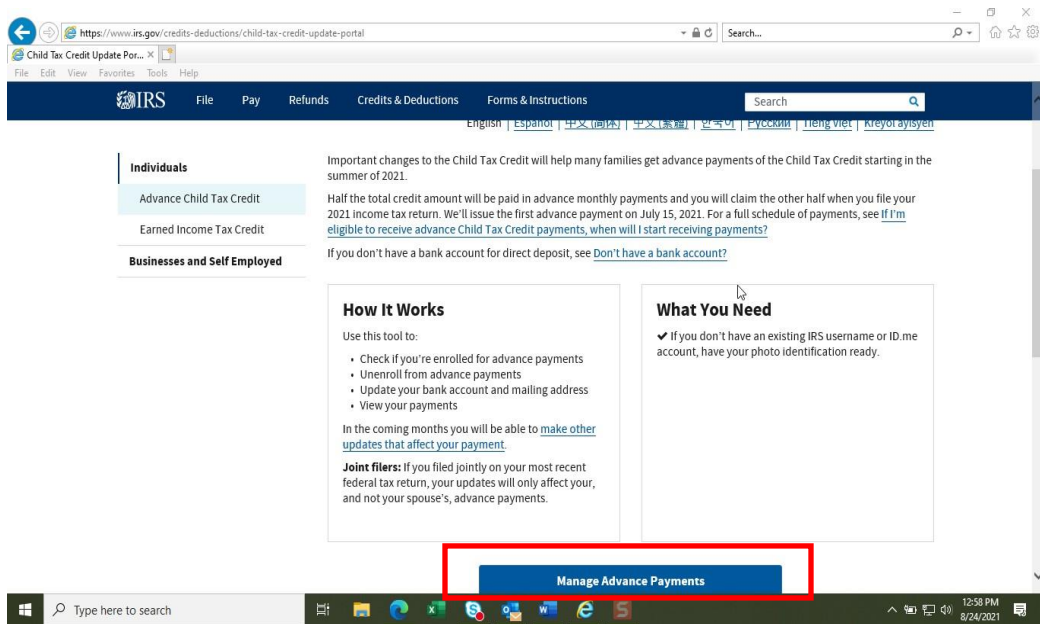 https://www.irs.gov/credits-deductions/child-tax-credit-update-portal
Search...
Child Tax Credit Update Por...
File Edit View Favorites Tools Help
IRS File Pay Refunds Credits & Deductions Forms & Instructions Search
English | Español | 中文 (简体) | 中文 (繁體) | 한국어 | Русский | Tiếng Việt | Kreyòl ayisyen
Individuals
Advance Child Tax Credit
Earned Income Tax Credit
Businesses and Self Employed
Important changes to the Child Tax Credit will help many families get advance payments of the Child Tax Credit starting in the
summer of 2021.
Half the total credit amount will be paid in advance monthly payments and you will claim the other half when you file your
2021 income tax return. We'll issue the first advance payment on July 15, 2021. For a full schedule of payments, see If I'm
eligible to receive advance Child Tax Credit payments, when will I start receiving payments?
If you don't have a bank account for direct deposit, see Don't have a bank account?
How It Works
Use this tool to:
• Check if you're enrolled for advance payments
• Unenroll from advance payments
• Update your bank account and mailing address
• View your payments
In the coming months you will be able to make other
updates that affect your payment.
Joint filers: If you filed jointly on your most recent
federal tax return, your updates will only affect your,
and not your spouse's, advance payments.
What You Need
✔ If you don't have an existing IRS username or ID.me
account, have your photo identification ready.
Manage Advance Payments
Type here to search
12:58 PM
8/24/2021